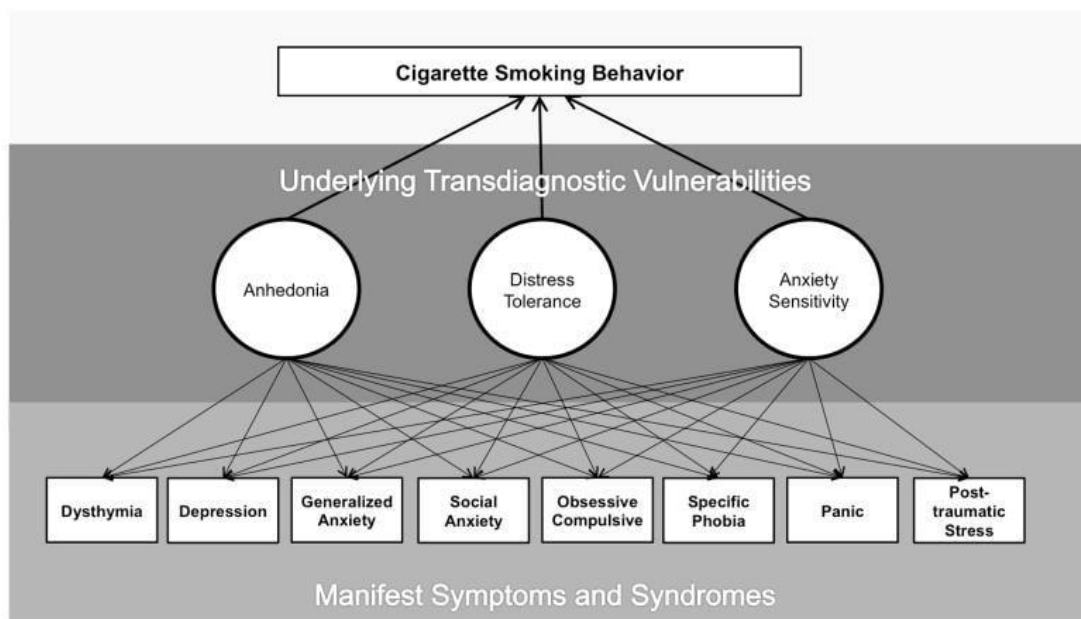 Cigarette Smoking Behavior
Underlying Transdiagnostic Vulnerabilities
Anhedonia
Distress
Tolerance
Anxiety
Sensitivity
Dysthymia
Depression
Generalized
Anxiety
Social
Anxiety
Obsessive
Compulsive
Specific
Phobia
Panic
Post-
traumatic
Stress
Manifest Symptoms and Syndromes